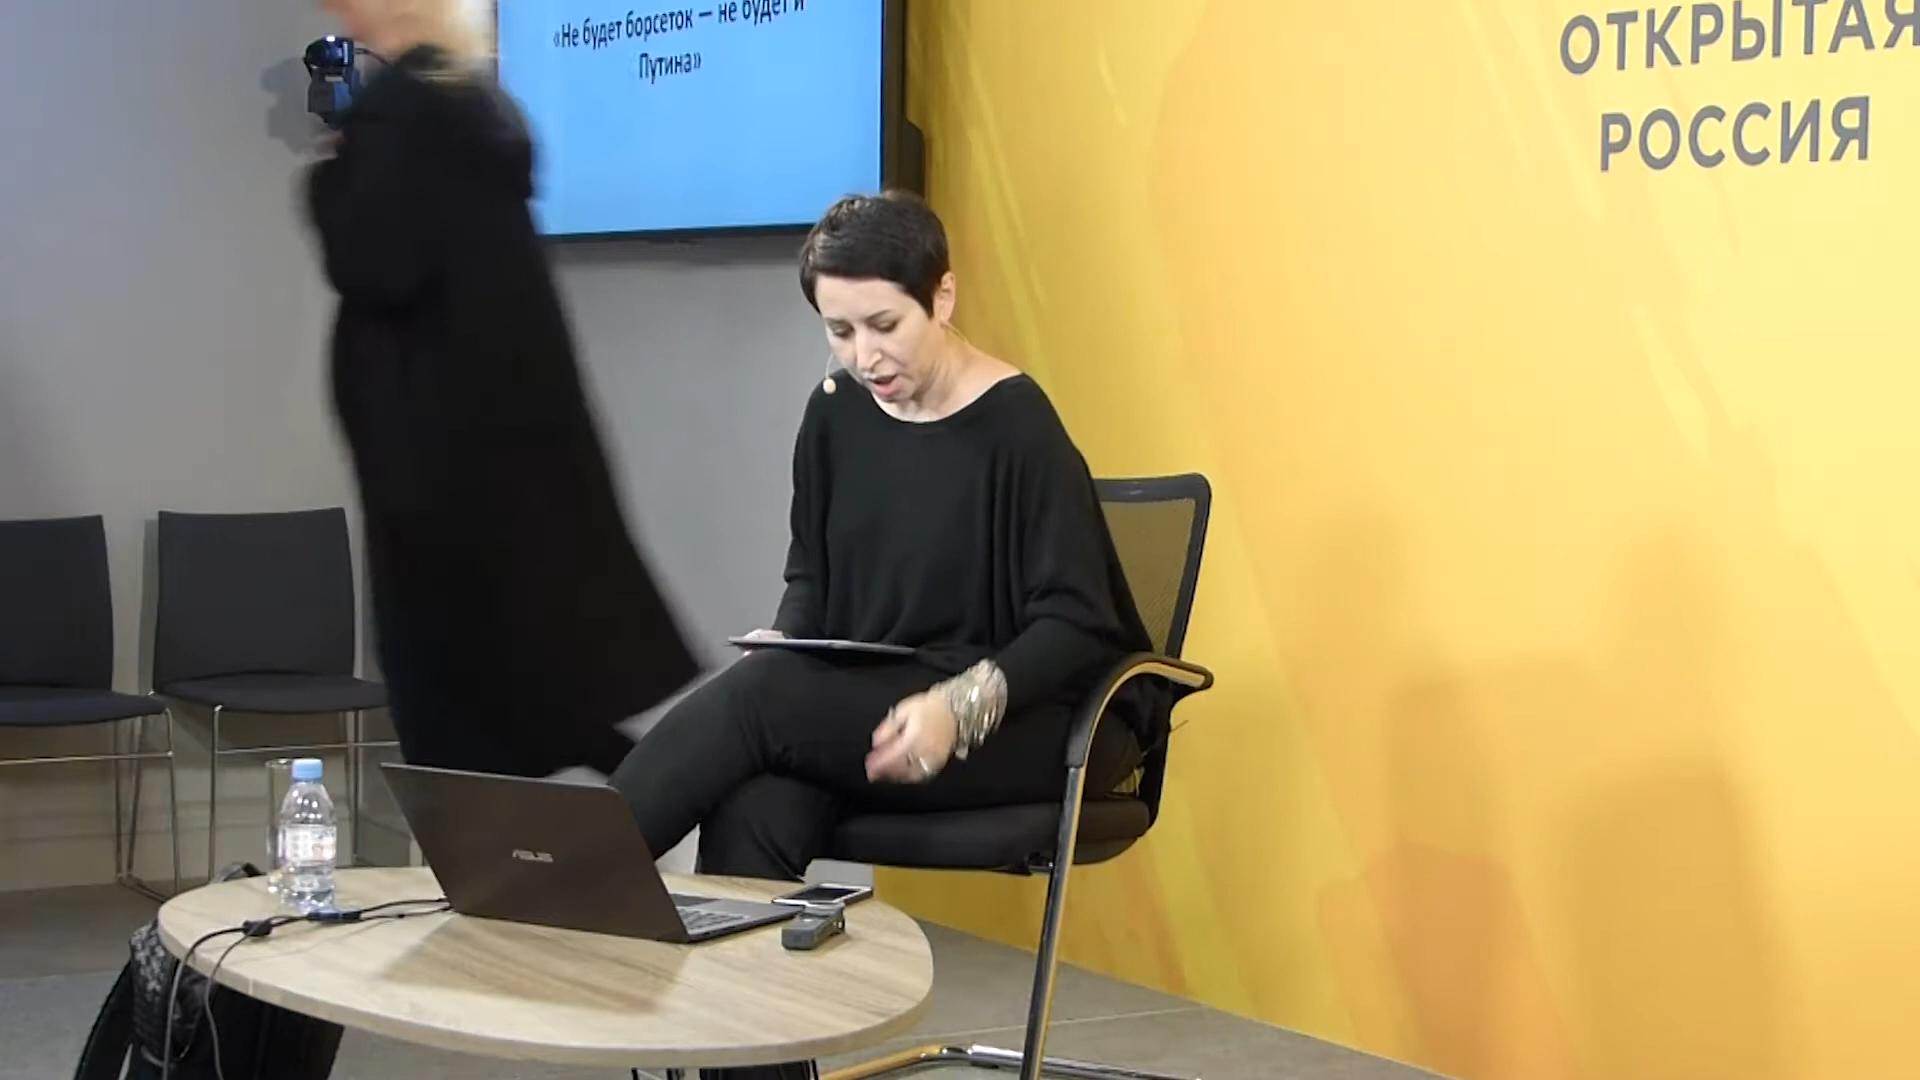 «Не будет борсеток — не будет и
Путина»
ОТКРЫТАЯ
РОССИЯ
ASUS